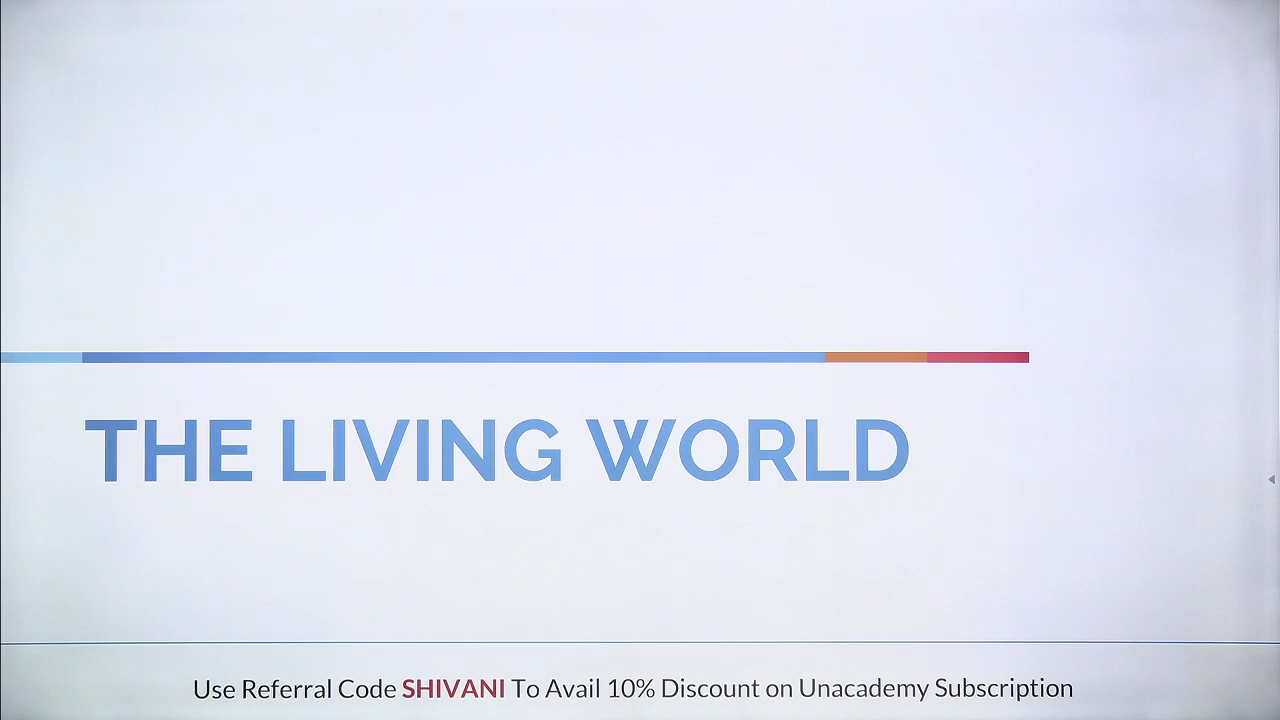 THE LIVING WORLD
Use Referral Code SHIVANI To Avail 10% Discount on Unacademy Subscription